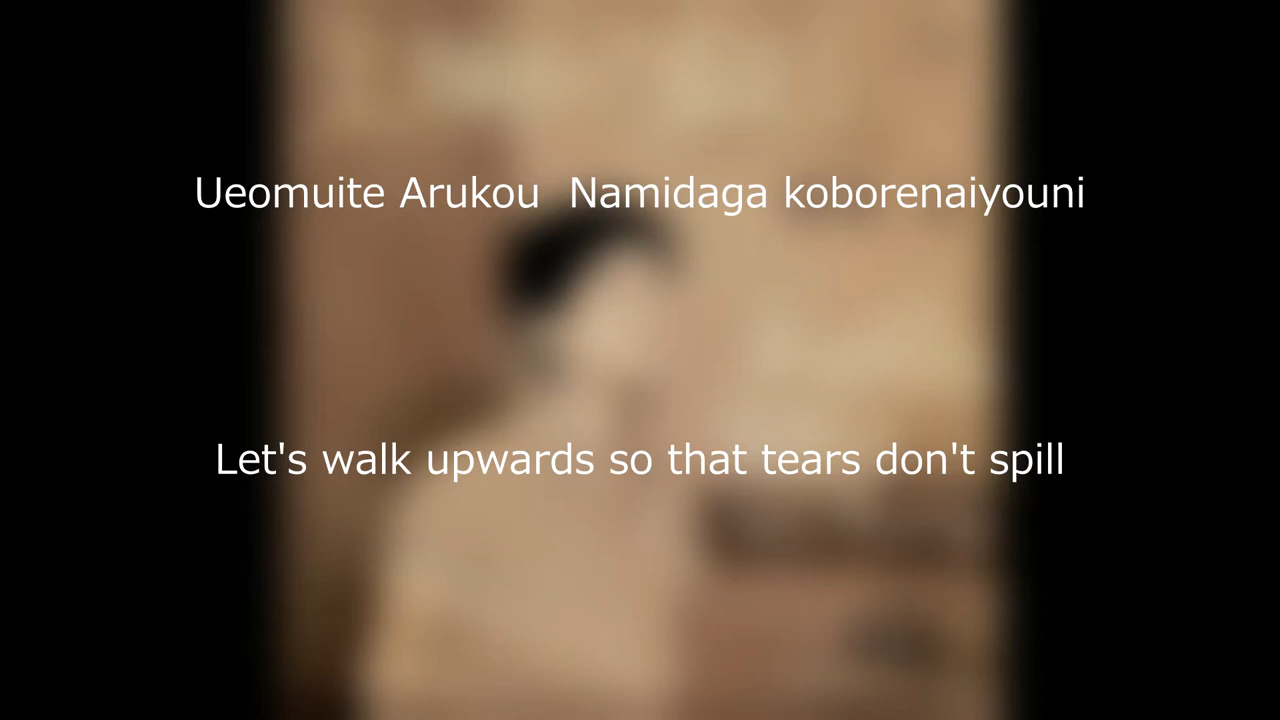 Ueomuite Arukou  Namidaga koborenaiyouni
Let's walk upwards so that tears don't spill